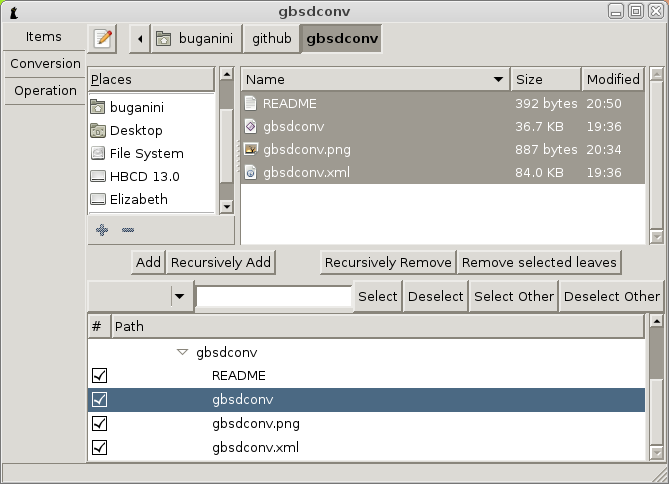 gbsdconv
Items
Conversion
Operation
buganini github gbsdconv
Places
buganini
Desktop
File System
HBCD 13.0
Elizabeth
Name Size Modified
README 392 bytes 20:50
gbsdconv 36.7 KB 19:36
gbsdconv.png 887 bytes 20:34
gbsdconv.xml 84.0 KB 19:36
Add Recursively Add Recursively Remove Remove selected leaves
Select Deselect Select Other Deselect Other
# Path
gbsdconv
README
gbsdconv
gbsdconv.png
gbsdconv.xml